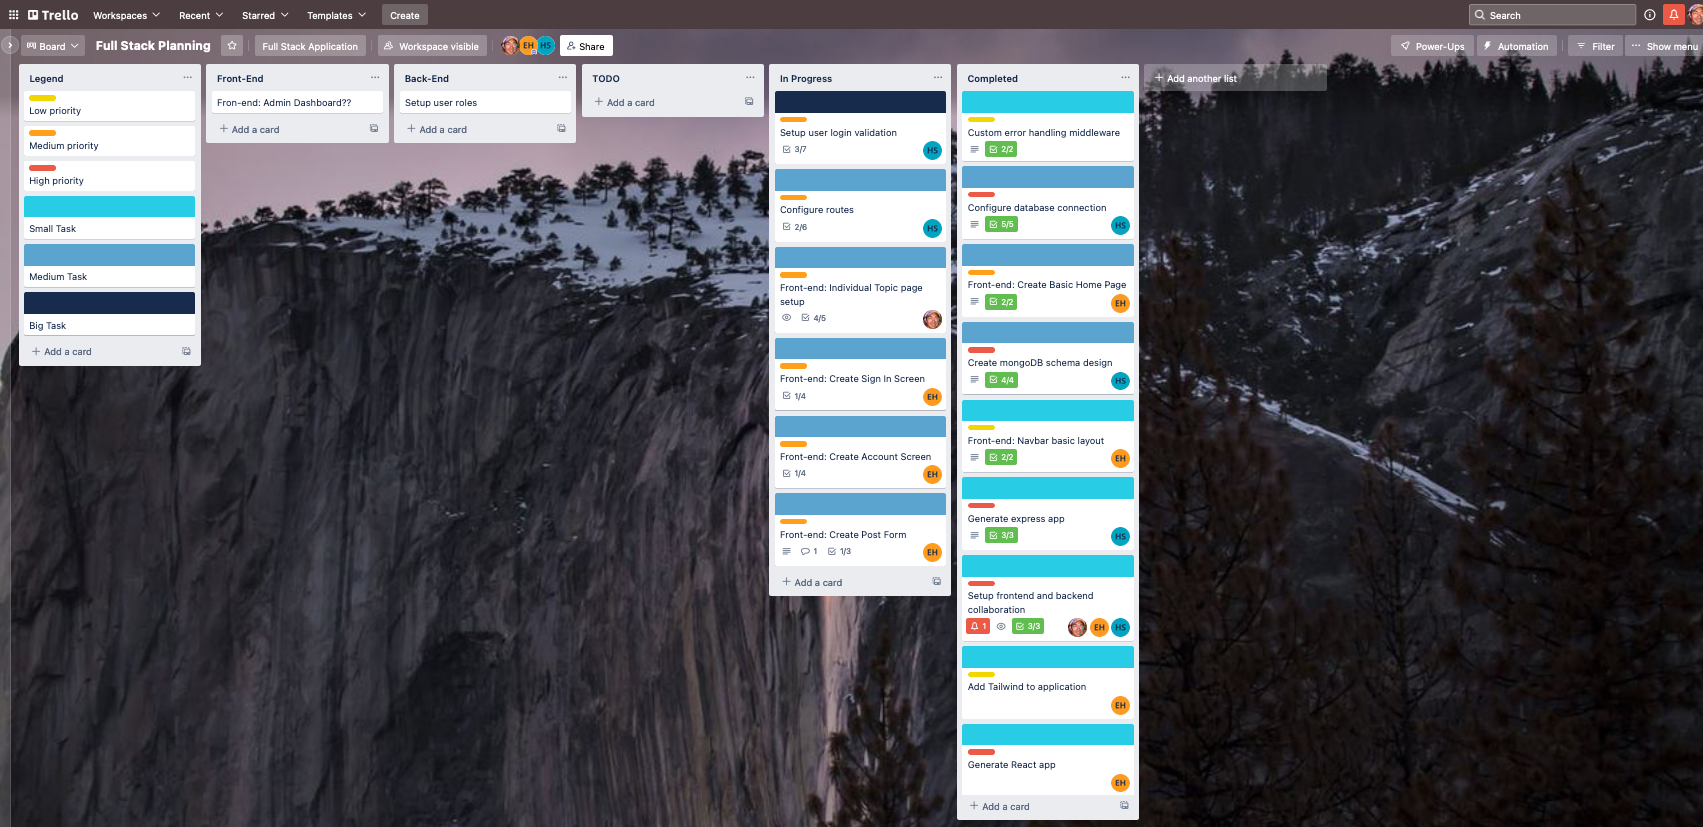 Trello
Workspaces
Recent
Starred
Templates
Create
Search
Board
Full Stack Planning
Full Stack Application
Workspace visible
EH
HS
Share
Power-Ups
Automation
Filter
Show menu
Legend
Low priority
Medium priority
High priority
Small Task
Medium Task
Big Task
Add a card
Front-End
Fron-end: Admin Dashboard??
Add a card
Back-End
Setup user roles
Add a card
TODO
Add a card
In Progress
Setup user login validation
3/7
HS
Configure routes
2/6
HS
Front-end: Individual Topic page
setup
4/5
Front-end: Create Sign In Screen
1/4
EH
Front-end: Create Account Screen
1/4
EH
Front-end: Create Post Form
1
1/3
EH
Add a card
Completed
Custom error handling middleware
2/2
Configure database connection
5/5
HS
Front-end: Create Basic Home Page
2/2
EH
Create mongoDB schema design
4/4
HS
Front-end: Navbar basic layout
2/2
EH
Generate express app
3/3
HS
Setup frontend and backend
collaboration
1
3/3
EH
HS
Add Tailwind to application
EH
Generate React app
EH
Add a card
Add another list